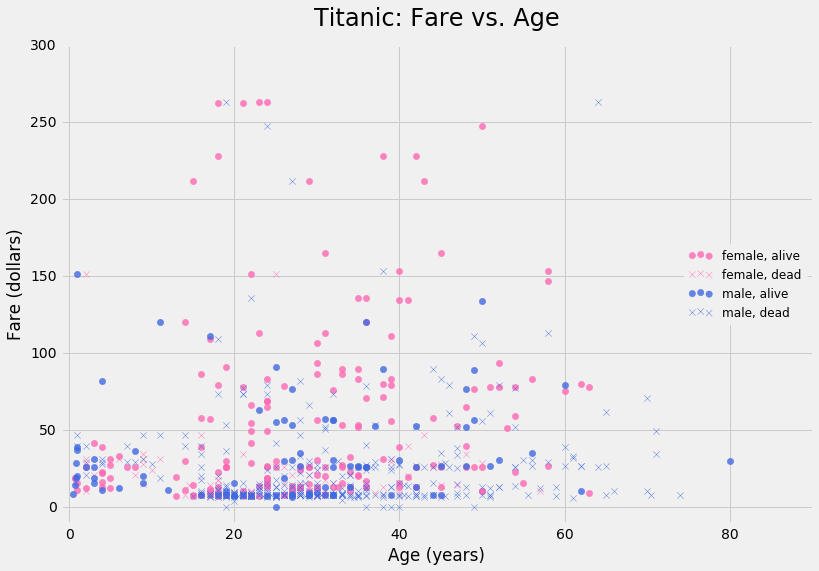 Titanic: Fare vs. Age
300
250
200
150
100
50
0
Fare (dollars)
0
20
40
60
80
Age (years)
female, alive
female, dead
male, alive
male, dead